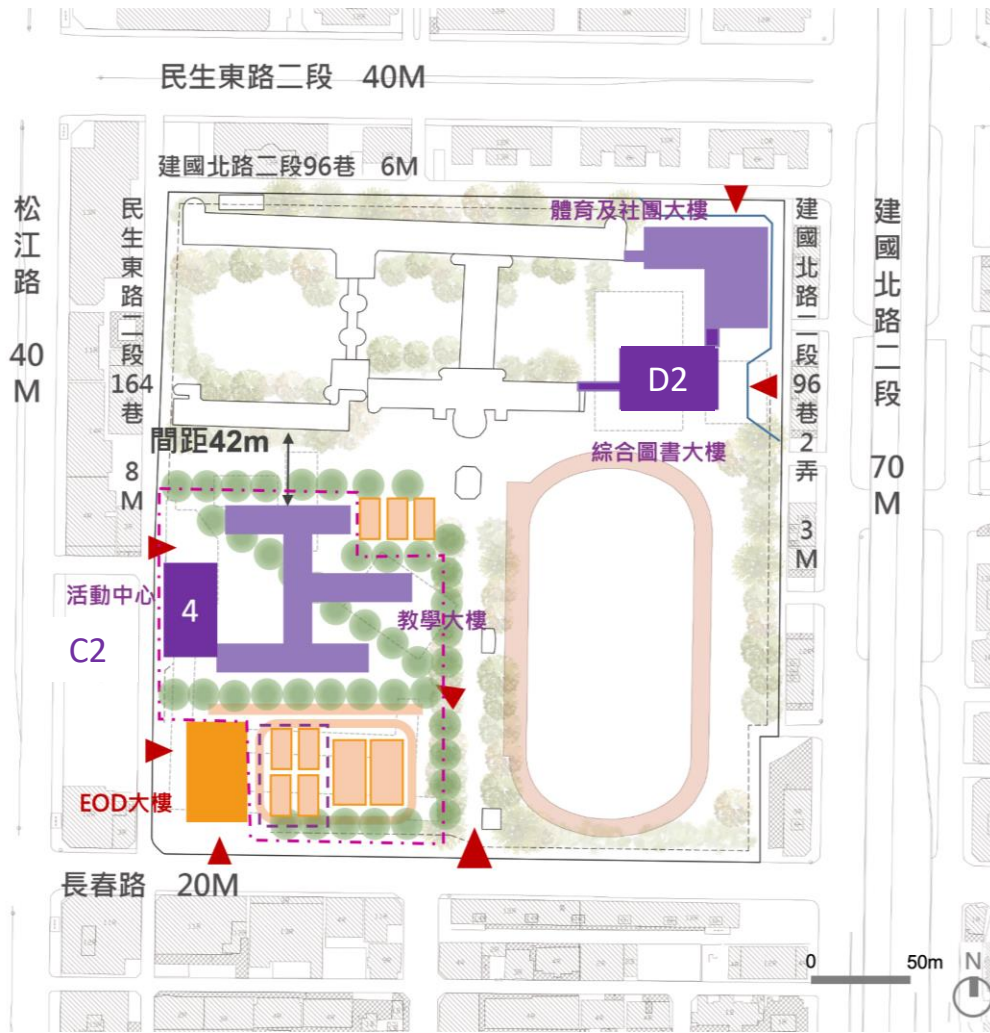 民生東路二段 40M
建國北路二段96巷 6M
松江路
40M
民生東路二段164巷
8M
體育及社團大樓
建國北路二段96巷2弄
3M
建國北路二段
70M
D2
綜合圖書大樓
間距42m
活動中心
4
C2
教學大樓
EOD大樓
長春路 20M
0 50m
N